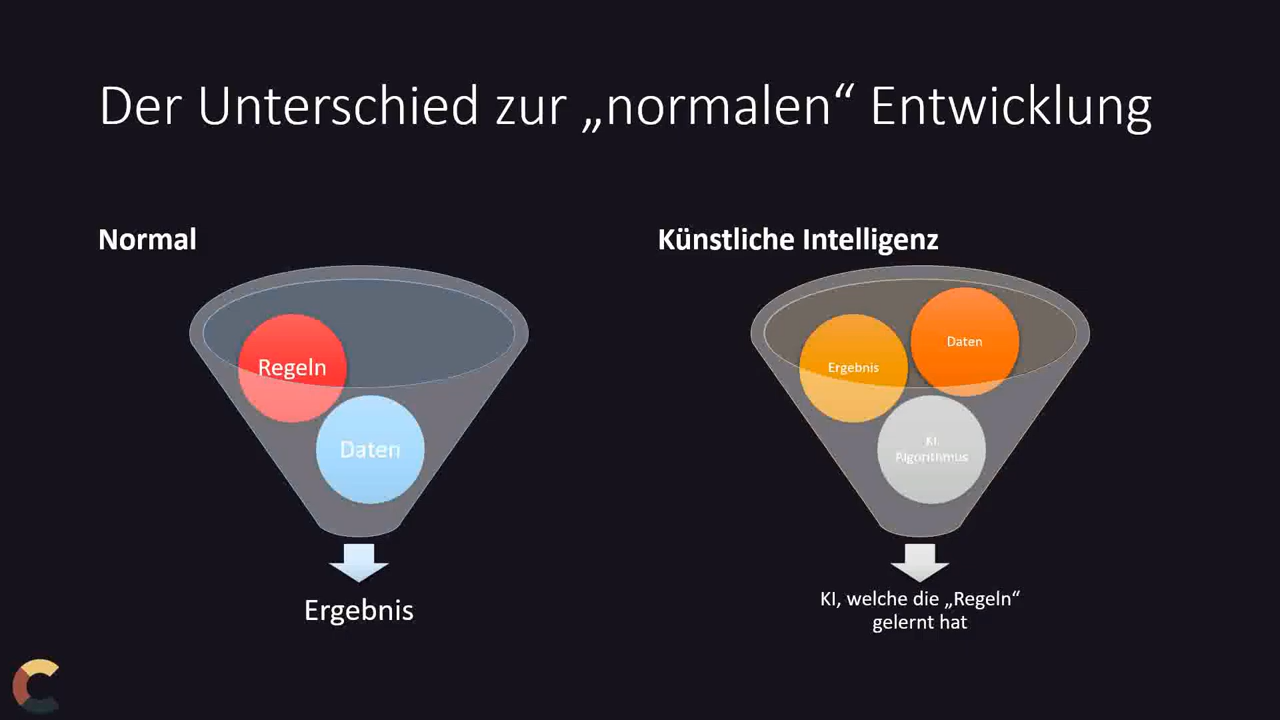 Der Unterschied zur „normalen“ Entwicklung
Normal
Regeln
Daten
Ergebnis
Künstliche Intelligenz
Daten
Ergebnis
KI
Algorithmus
KI, welche die „Regeln“
gelernt hat